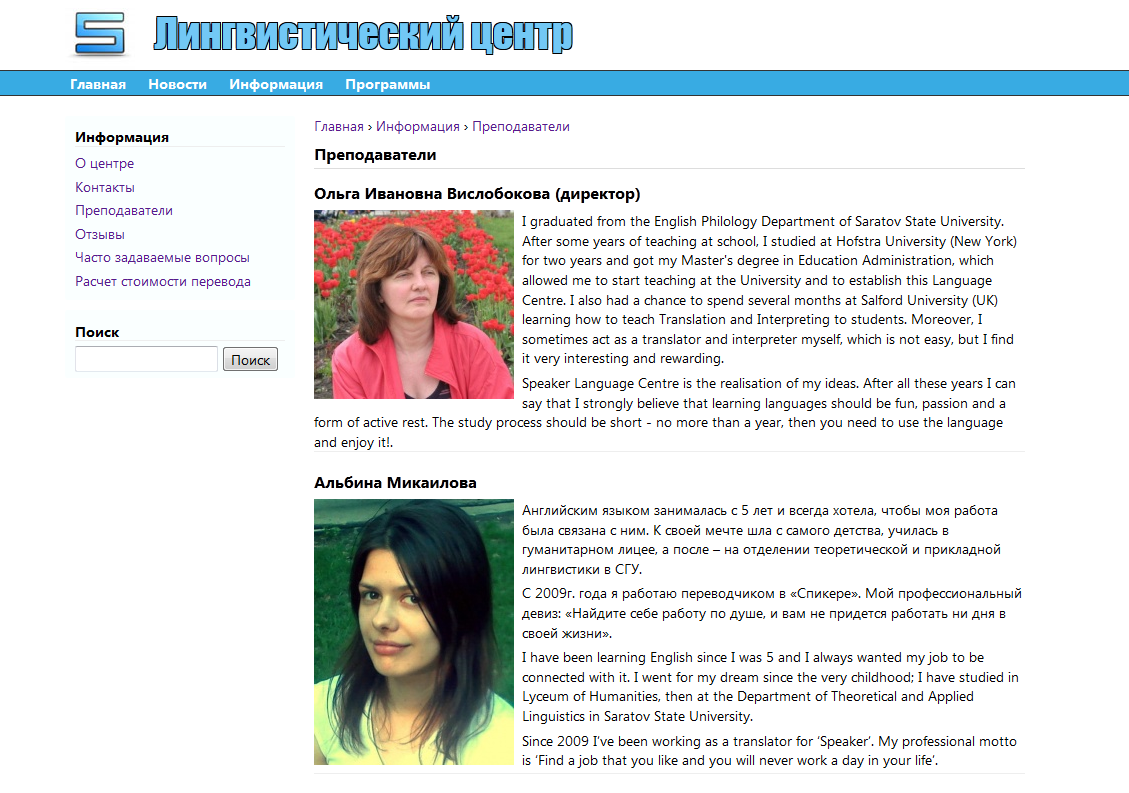 Лингвистический центр
Главная Новости Информация Программы
Информация
О центре
Контакты
Преподаватели
Отзывы
Часто задаваемые вопросы
Расчет стоимости перевода
Поиск
Поиск
Главная › Информация › Преподаватели
Преподаватели
Ольга Ивановна Вислобокова (директор)
I graduated from the English Philology Department of Saratov State University.
After some years of teaching at school, I studied at Hofstra University (New York)
for two years and got my Master's degree in Education Administration, which
allowed me to start teaching at the University and to establish this Language
Centre. I also had a chance to spend several months at Salford University (UK)
learning how to teach Translation and Interpreting to students. Moreover, I
sometimes act as a translator and interpreter myself, which is not easy, but I find
it very interesting and rewarding.
Speaker Language Centre is the realisation of my ideas. After all these years I can
say that I strongly believe that learning languages should be fun, passion and a
form of active rest. The study process should be short - no more than a year, then you need to use the language
and enjoy it!.
Альбина Микаилова
Английским языком занималась с 5 лет и всегда хотела, чтобы моя работа
была связана с ним. К своей мечте шла с самого детства, училась в
гуманитарном лицее, а после – на отделении теоретической и прикладной
лингвистики в СГУ.
С 2009г. года я работаю переводчиком в «Спикере». Мой профессиональный
девиз: «Найдите себе работу по душе, и вам не придется работать ни дня в
своей жизни».
I have been learning English since I was 5 and I always wanted my job to be
connected with it. I went for my dream since the very childhood; I have studied in
Lyceum of Humanities, then at the Department of Theoretical and Applied
Linguistics in Saratov State University.
Since 2009 I've been working as a translator for ‘Speaker’. My professional motto
is ‘Find a job that you like and you will never work a day in your life’.